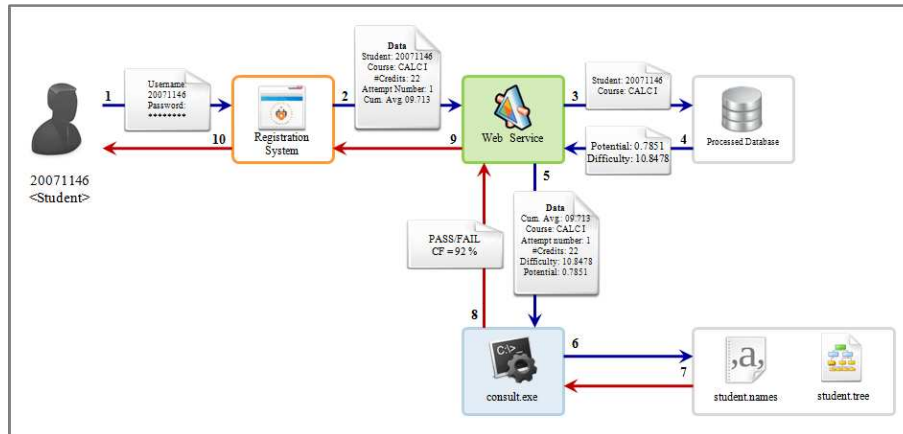 1
Username:
20071146
Password:
********
2
Data
Student: 20071146
Course: CALC I
#Credits: 22
Attempt Number: 1
Cum. Avg. 09.713
3
Student: 20071146
Course: CALC I
Registration
System
Web Service
Processed Database
10
9
4
Potential: 0.7851
Difficulty: 10.8478
20071146
<Student>
5
Data
Cum. Avg.: 09.713
Course: CALC I
Attempt number: 1
#Credits: 22
Difficulty: 10.8478
Potential: 0.7851
PASS/FAIL
CF = 92 %
8
6
7
C:\>_
,a,
consult.exe
student.names
student.tree